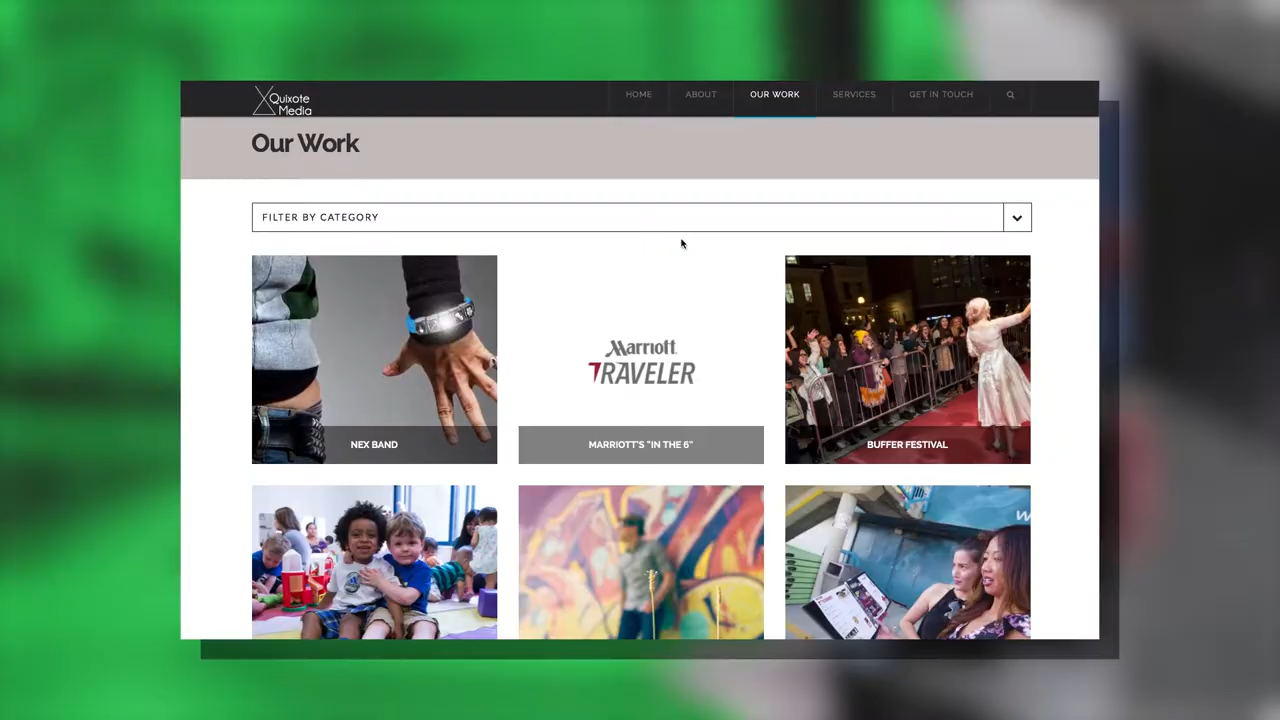 Quixote
Media
HOME
ABOUT
OUR WORK
SERVICES
GET IN TOUCH
Our Work
FILTER BY CATEGORY
Marriott
TRAVELER
NEX BAND
MARRIOTT'S "IN THE 6"
BUFFER FESTIVAL